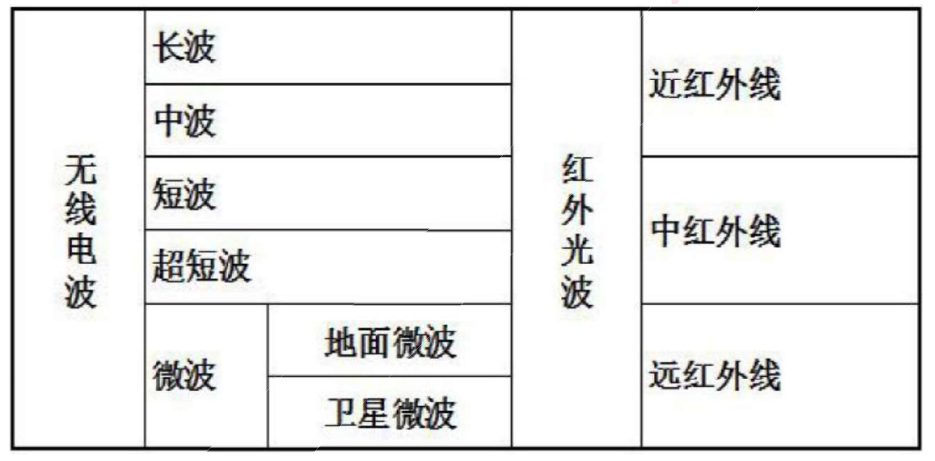 无线电波
长波
中波
短波
超短波
微波
地面微波
卫星微波
红外光波
近红外线
中红外线
远红外线